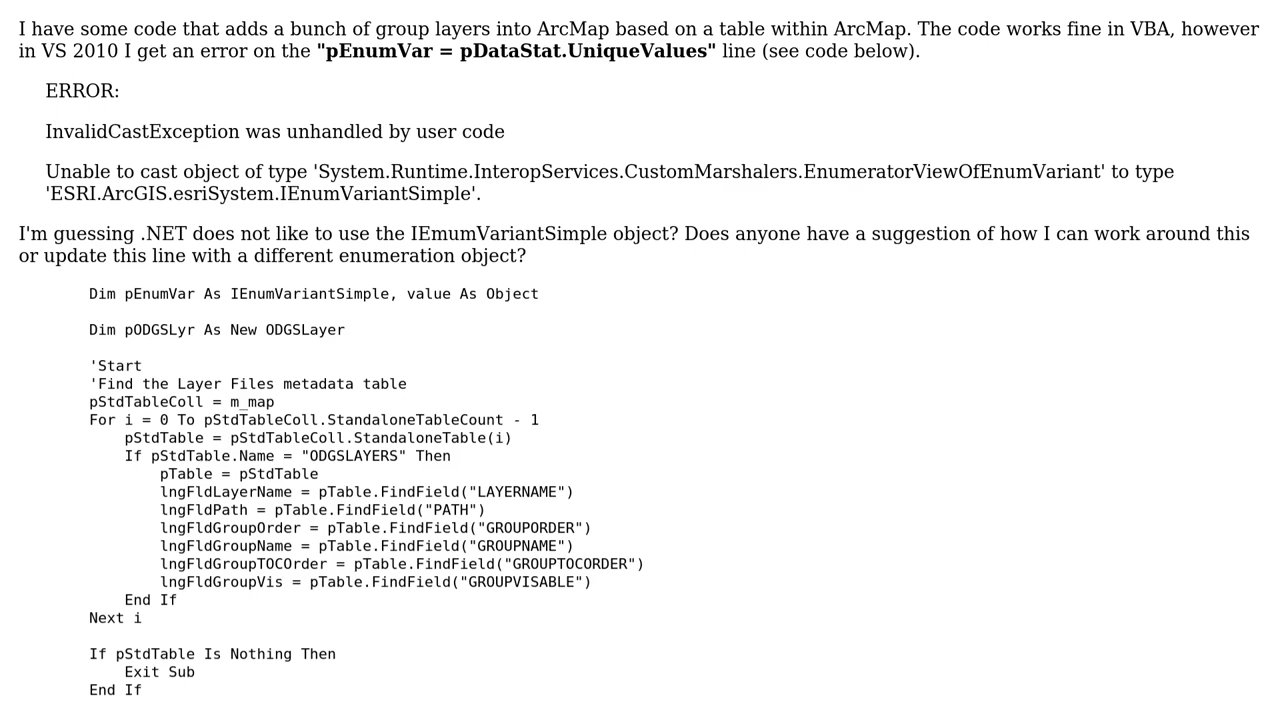 I have some code that adds a bunch of group layers into ArcMap based on a table within ArcMap. The code works fine in VBA, however
in VS 2010 I get an error on the "pEnumVar = pDataStat.UniqueValues" line (see code below).
ERROR:
InvalidCastException was unhandled by user code
Unable to cast object of type 'System.Runtime.InteropServices.CustomMarshalers.EnumeratorViewOfEnumVariant' to type
'ESRI.ArcGIS.esriSystem.IEnumVariantSimple'.
I'm guessing .NET does not like to use the IEmumVariantSimple object? Does anyone have a suggestion of how I can work around this
or update this line with a different enumeration object?
Dim pEnumVar As IEnumVariantSimple, value As Object
Dim pODGSLyr As New ODGSLayer
'Start
'Find the Layer Files metadata table
pStdTableColl = m_map
For i = 0 To pStdTableColl.StandaloneTableCount - 1
    pStdTable = pStdTableColl.StandaloneTable(i)
    If pStdTable.Name = "ODGSLAYERS" Then
        pTable = pStdTable
        lngFldLayerName = pTable.FindField("LAYERNAME")
        lngFldPath = pTable.FindField("PATH")
        lngFldGroupOrder = pTable.FindField("GROUPORDER")
        lngFldGroupName = pTable.FindField("GROUPNAME")
        lngFldGroupTOCOrder = pTable.FindField("GROUPTOCORDER")
        lngFldGroupVis = pTable.FindField("GROUPVISABLE")
    End If
Next i
If pStdTable Is Nothing Then
    Exit Sub
End If